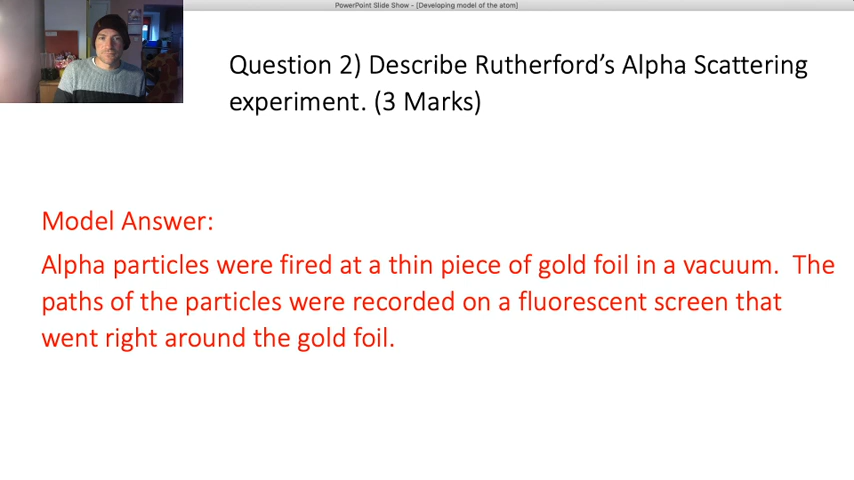 PowerPoint Slide Show - [Developing model of the atom]
Question 2) Describe Rutherford's Alpha Scattering
experiment. (3 Marks)
Model Answer:
Alpha particles were fired at a thin piece of gold foil in a vacuum.  The
paths of the particles were recorded on a fluorescent screen that
went right around the gold foil.